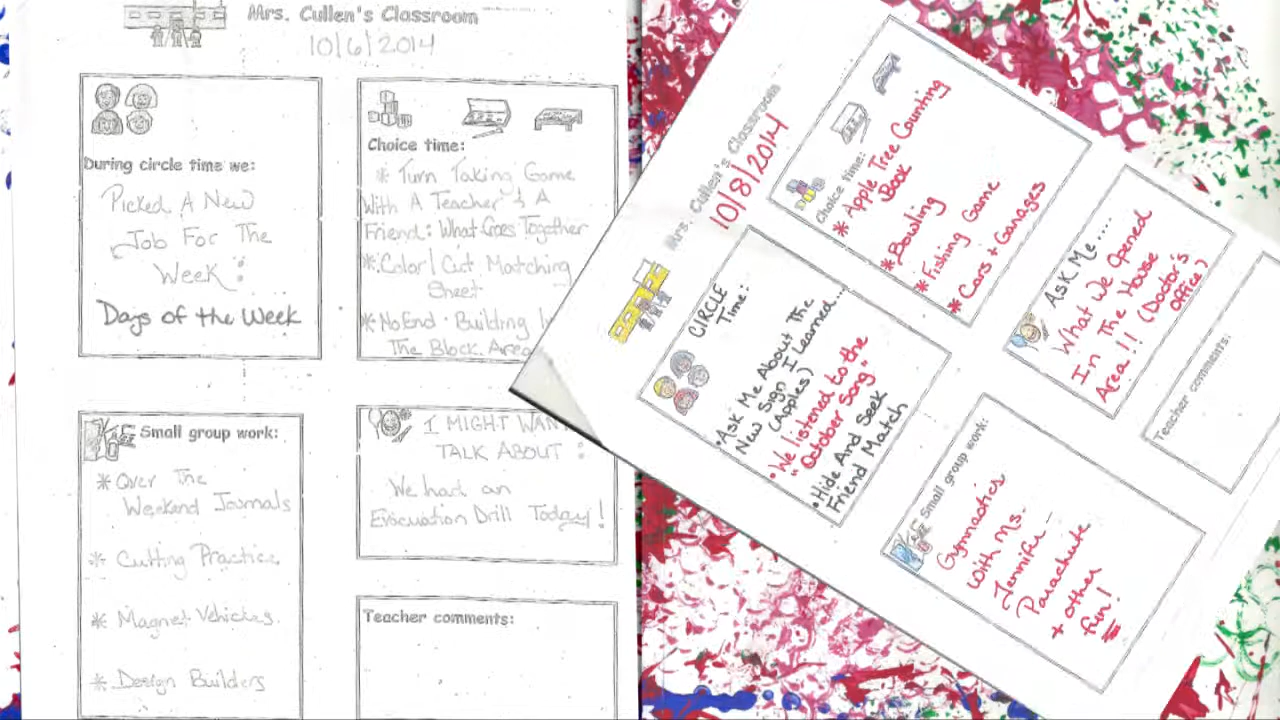 Mrs. Cullen's Classroom
10/6/2014
During circle time we:
Picked A New
Job For The
Week:
Days of the Week
Choice time:
* Turn Taking Game
With A Teacher & A
Friend: What Goes Together
* Color/Cut Matching
Sheet
* No End · Building
The Block Area
Small group work:
* Over The
Weekend Journals
* Cutting Practice
* Magnet Vehicles
* Design Builders
I MIGHT WANT
TALK ABOUT:
We had an
Evacuation Drill Today!
Teacher comments:
Mrs. Cullen's Classroom
10/8/2014
CIRCLE
Time:
• Ask Me About The
New Sign I Learned...
(Apples)
• We listened to the
"October Song"
• Hide And Seek
Friend Match
Choice time:
* Apple Tree Counting
Book
* Bowling
* Fishing Game
* Cars + Garages
Small group work:
Gymnastics
with Ms.
Jennifer -
Parachute
+ other
fun!
Ask Me....
What We Opened
In The House
Area!! (Doctor's
Office)
Teacher comments: